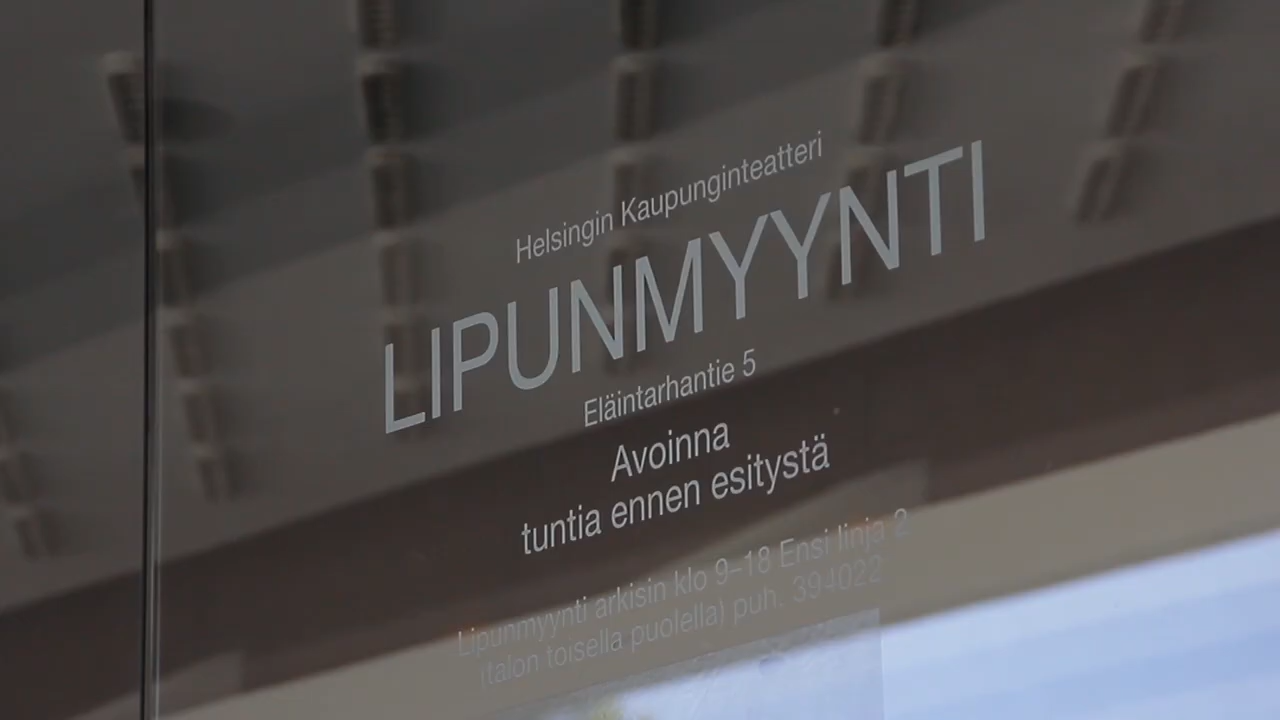 Helsingin Kaupunginteatteri
LIPUNMYYNTI
Eläintarhantie 5
Avoinna
tuntia ennen esitystä
Lipunmyynti arkisin klo 9–18 Ensi linja 2
(talon toisella puolella) puh. 394022